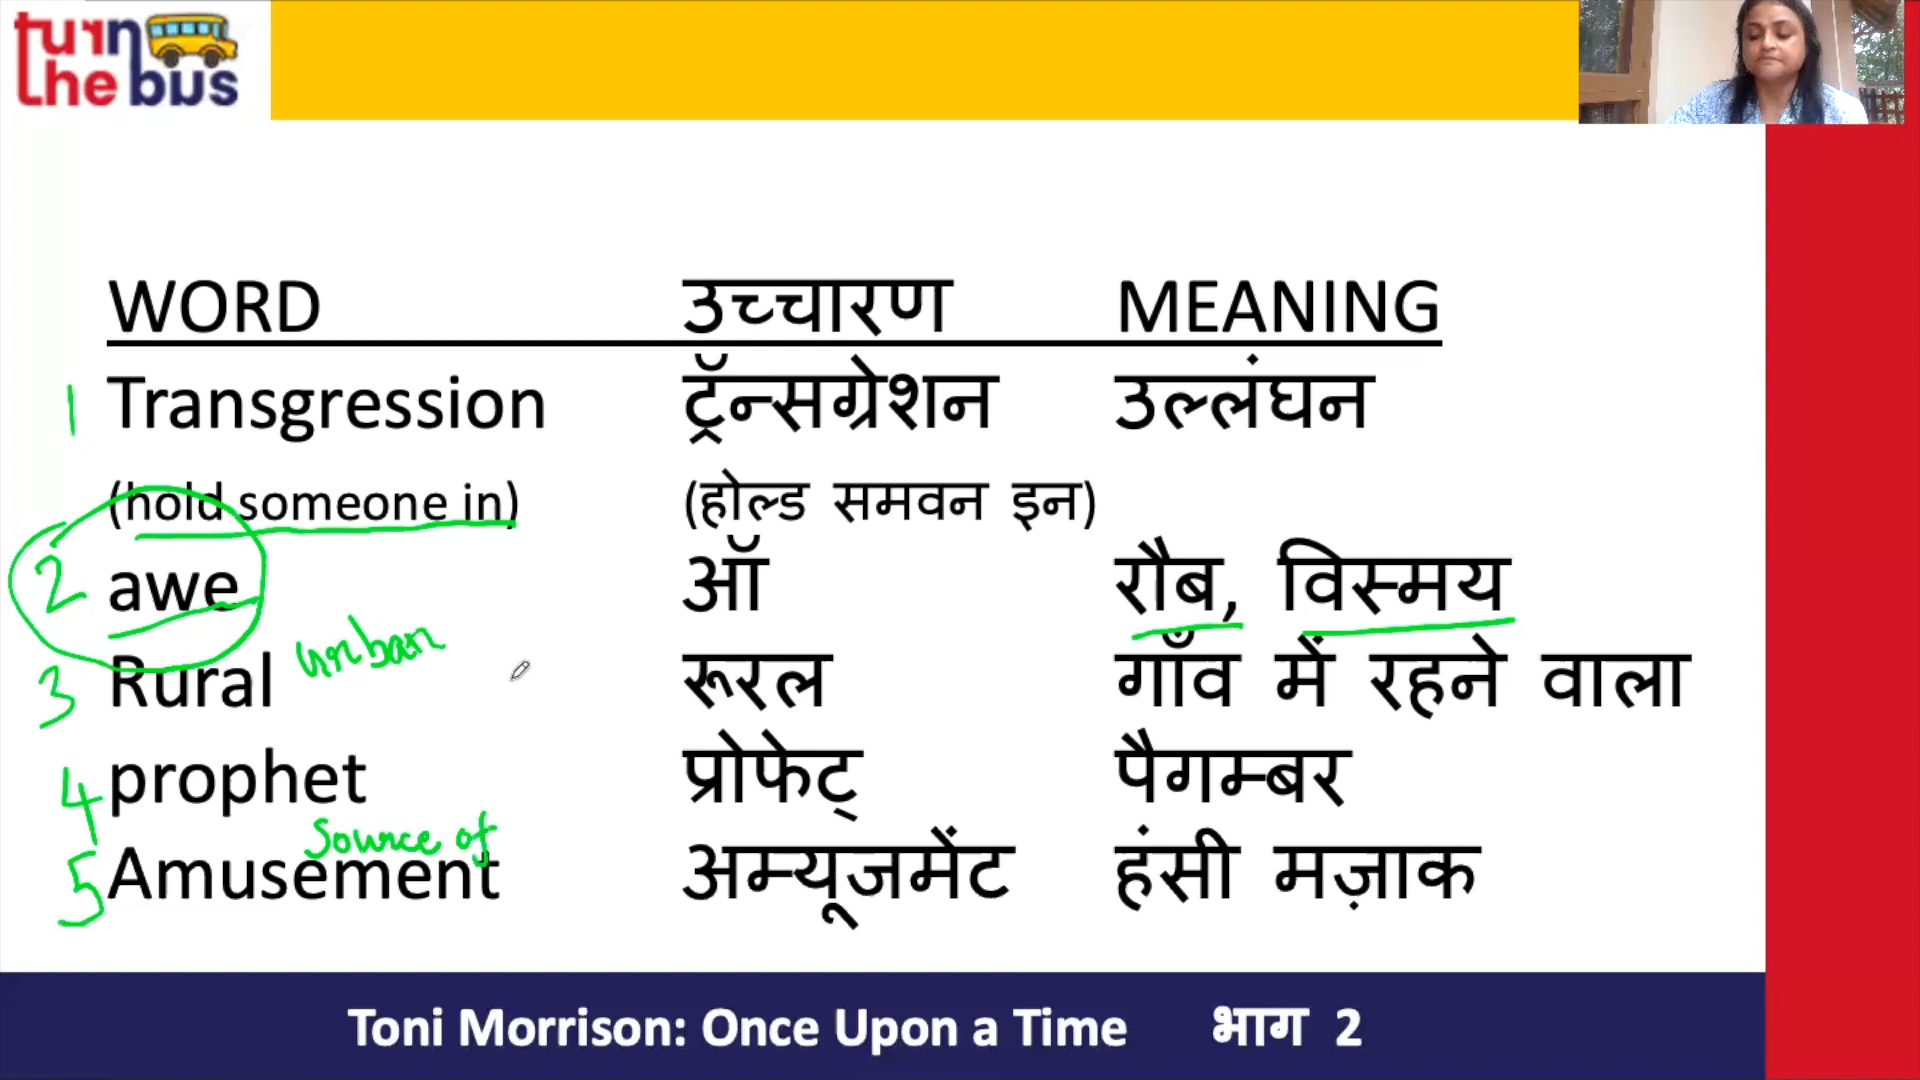 turn
the bus
WORD उच्चारण MEANING
1 Transgression ट्रॅन्सग्रेशन उल्लंघन
(hold someone in) (होल्ड समवन इन)
2 awe ऑ रौब, विस्मय
3 Rural urban रूरल गाँव में रहने वाला
4 prophet प्रोफेट् पैगम्बर
source of
5 Amusement अम्यूजमेंट हंसी मज़ाक
Toni Morrison: Once Upon a Time भाग 2